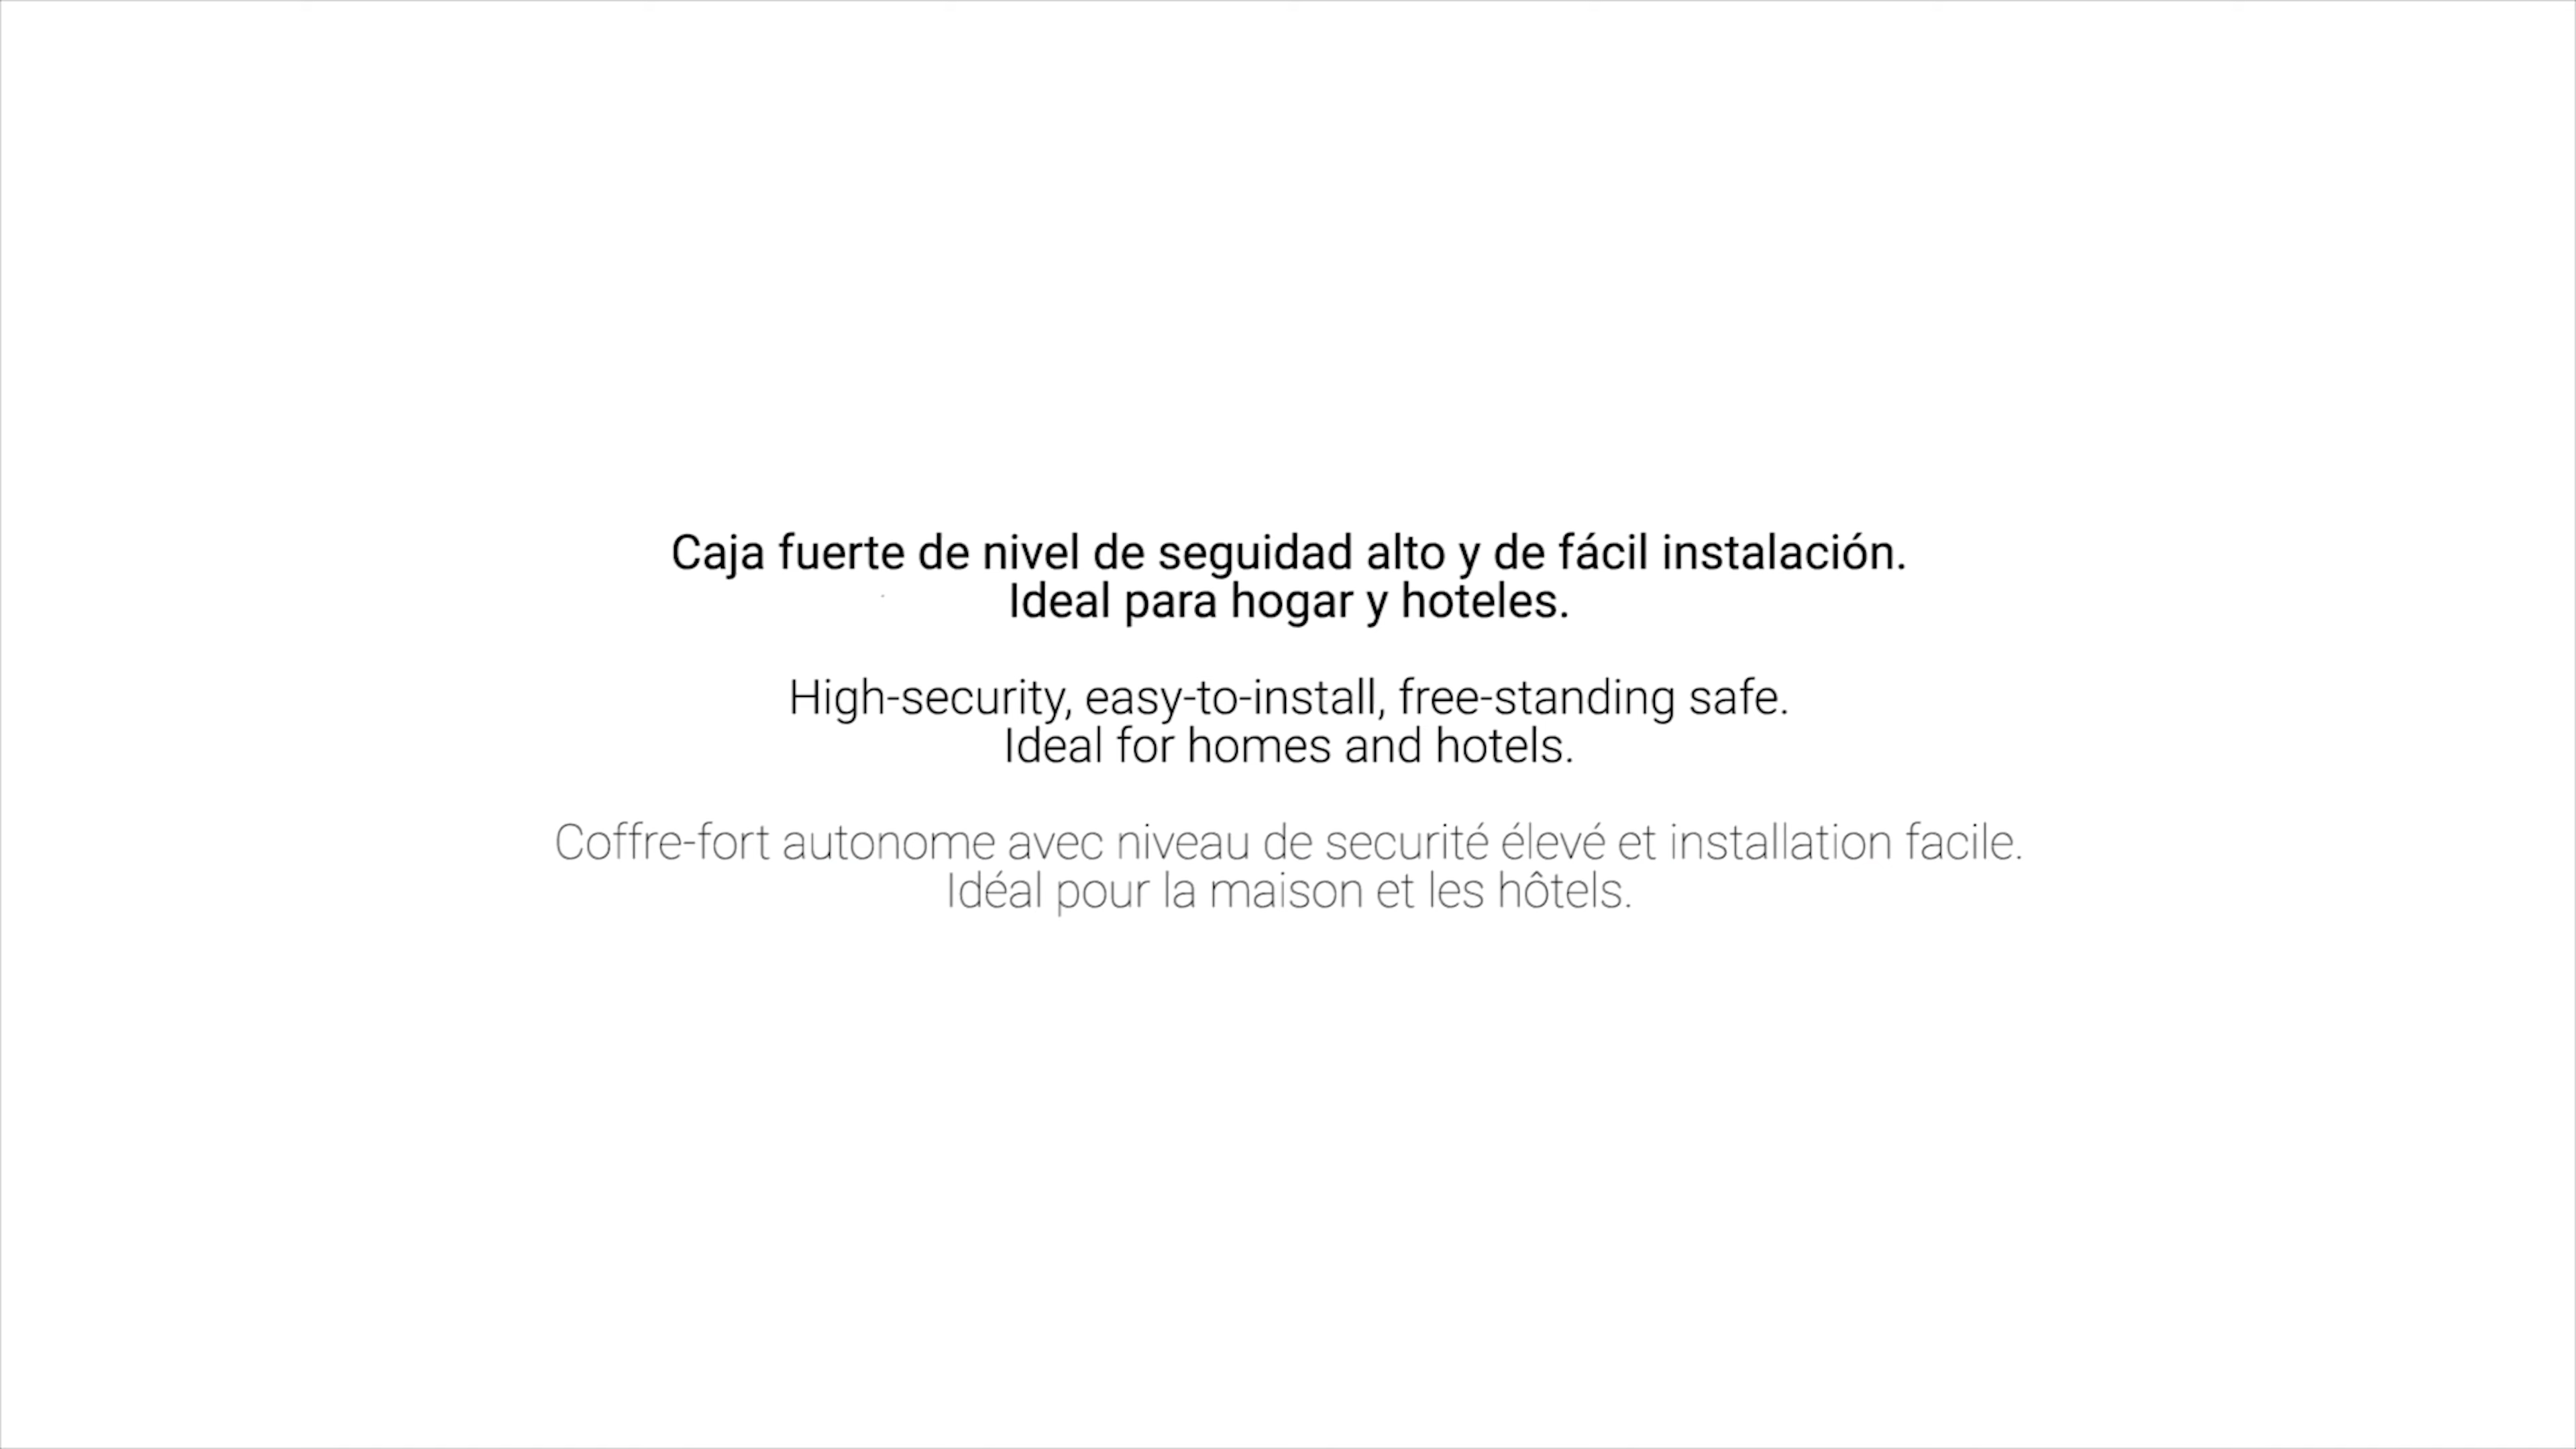 Caja fuerte de nivel de seguidad alto y de fácil instalación.
Ideal para hogar y hoteles.
High-security, easy-to-install, free-standing safe.
Ideal for homes and hotels.
Coffre-fort autonome avec niveau de securité élevé et installation facile.
Idéal pour la maison et les hôtels.